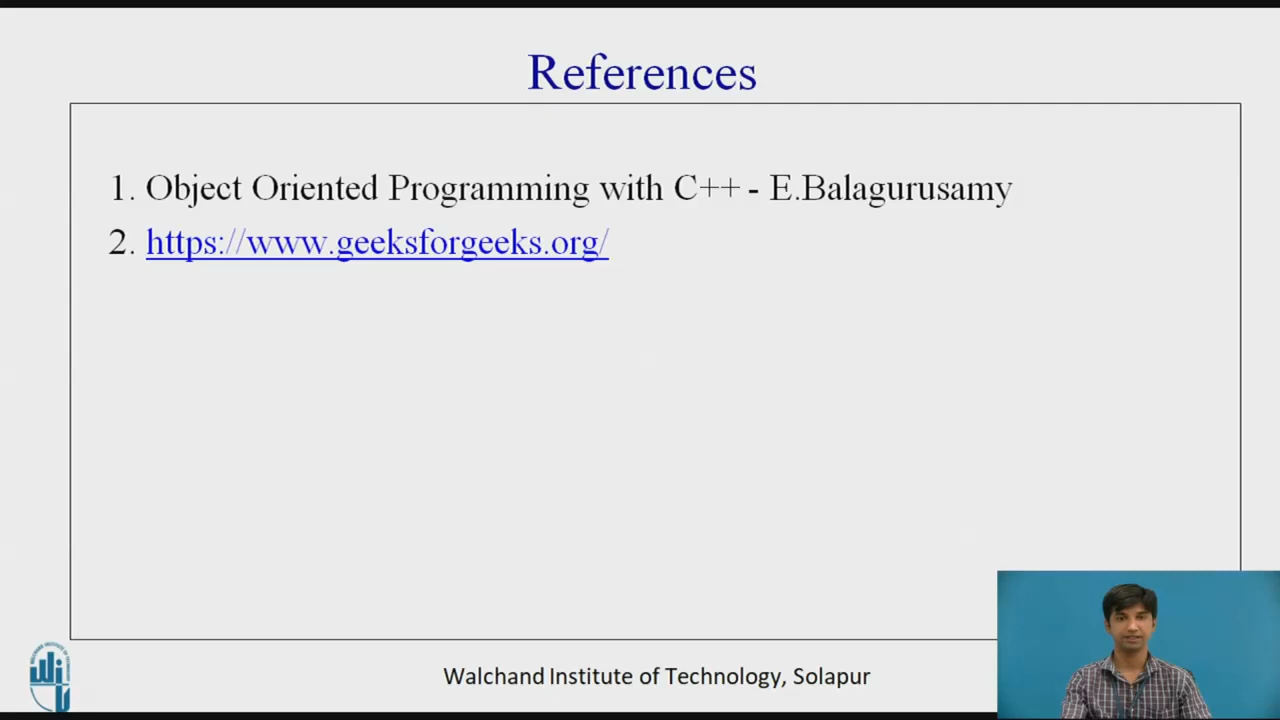 References
1. Object Oriented Programming with C++ - E.Balagurusamy
2. https://www.geeksforgeeks.org/
Walchand Institute of Technology, Solapur